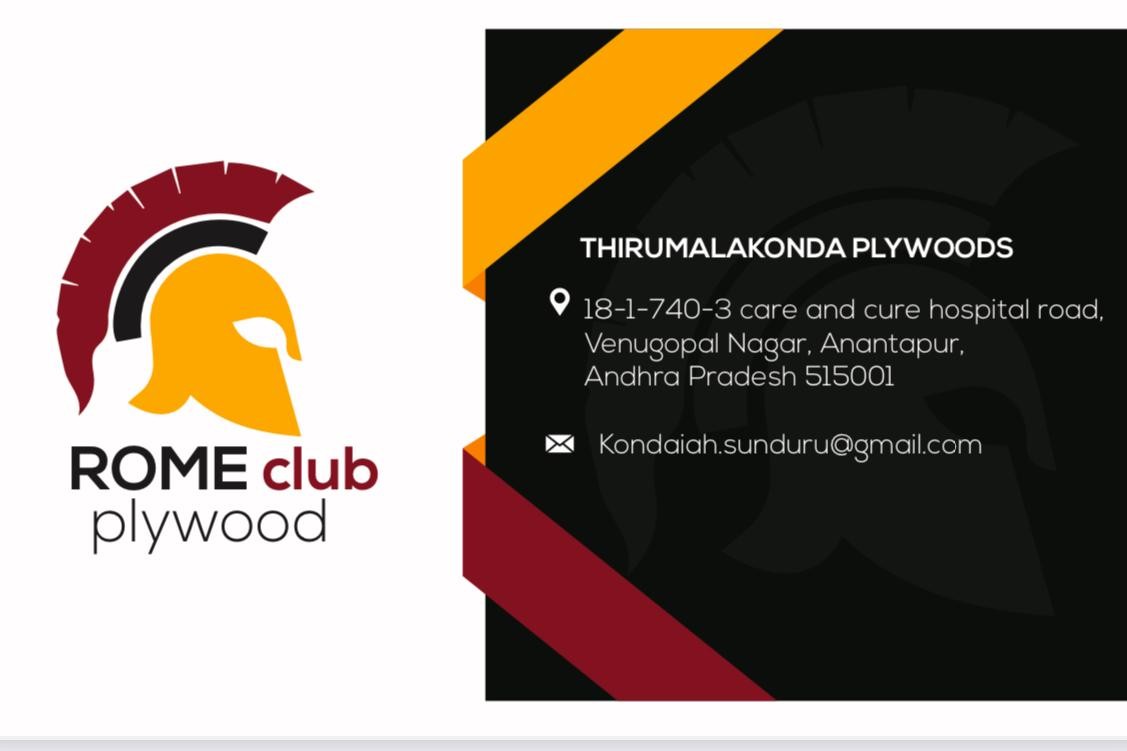 ROME club
plywood
THIRUMALAKONDA PLYWOODS
18-1-740-3 care and cure hospital road,
Venugopal Nagar, Anantapur,
Andhra Pradesh 515001
Kondaiah.sunduru@gmail.com